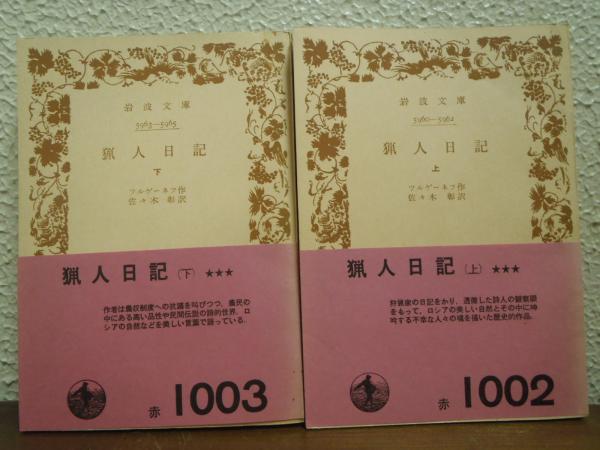 岩波文庫
5963—5965
猟人日記
下
ツルゲーネフ作
佐々木彰訳
猟人日記(下)★★★
作者は農奴制度への抗議を叫びつつ、農民の
中にある高い品性や民間伝説の詩的世界、ロ
シアの自然などを美しい言葉で語っている。
赤 1003
岩波文庫
5960—5962
猟人日記
上
ツルゲーネフ作
佐々木彰訳
猟人日記(上)★★★
狩猟家の日記をかり、透徹した詩人の観察眼
をもって、ロシアの美しい自然とその中に呻
吟する不幸な人々の魂を描いた歴史的作品。
赤 1002